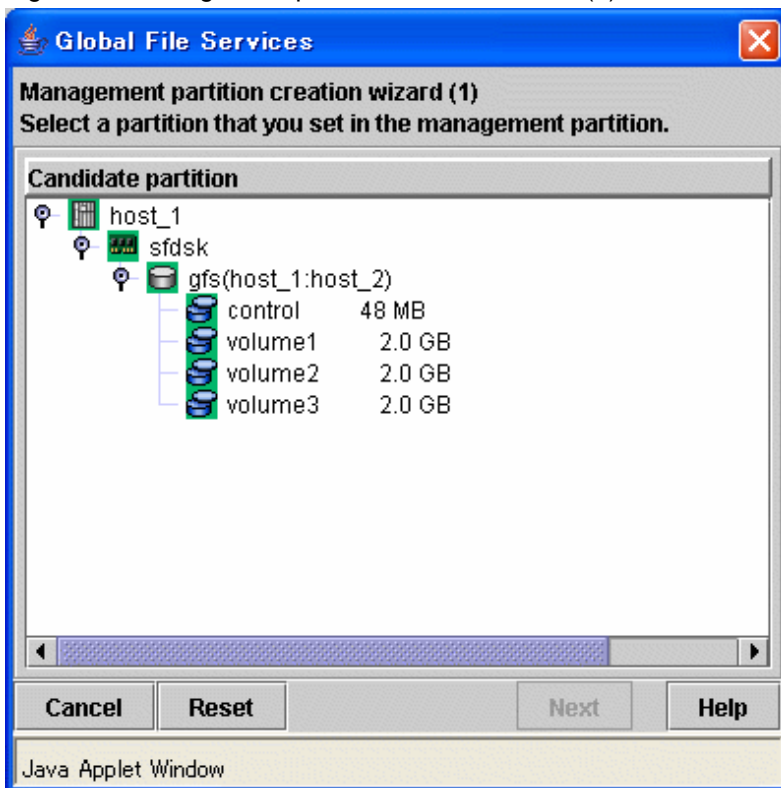 Global File Services
Management partition creation wizard (1)
Select a partition that you set in the management partition.
Candidate partition
host_1
sfdsk
gfs(host_1:host_2)
control 48 MB
volume1 2.0 GB
volume2 2.0 GB
volume3 2.0 GB
Cancel Reset Next Help
Java Applet Window